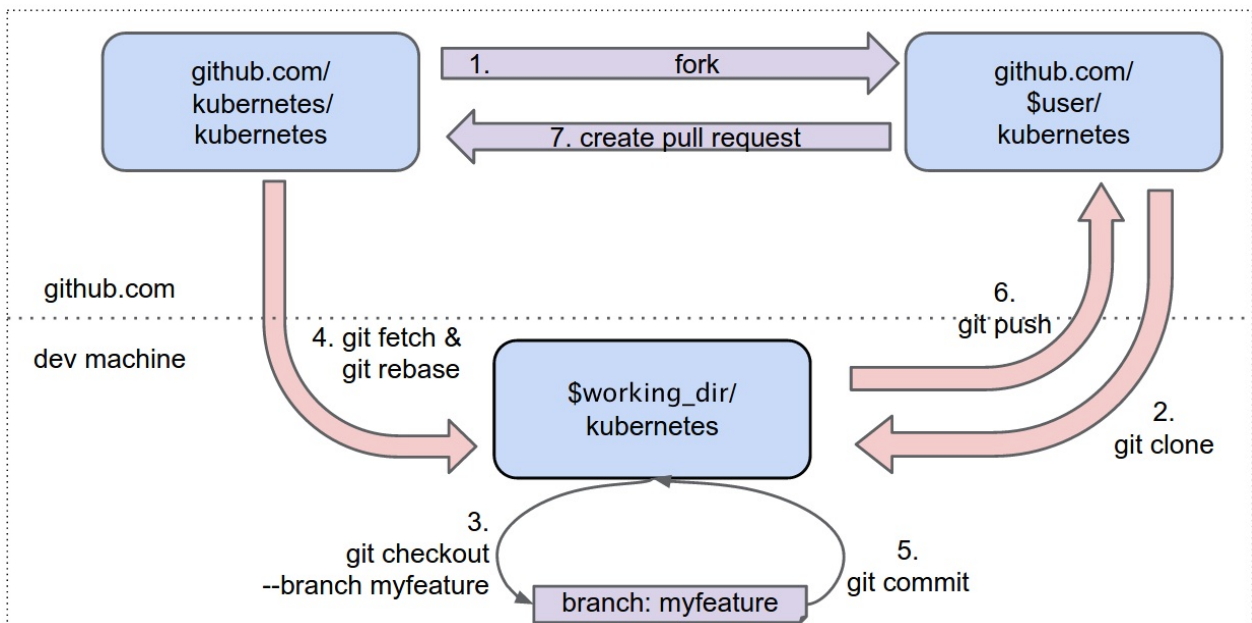 github.com/
kubernetes/
kubernetes
1. fork
7. create pull request
github.com/
$user/
kubernetes
github.com
dev machine
4. git fetch &
git rebase
$working_dir/
kubernetes
6.
git push
2.
git clone
3.
git checkout
--branch myfeature
branch: myfeature
5.
git commit